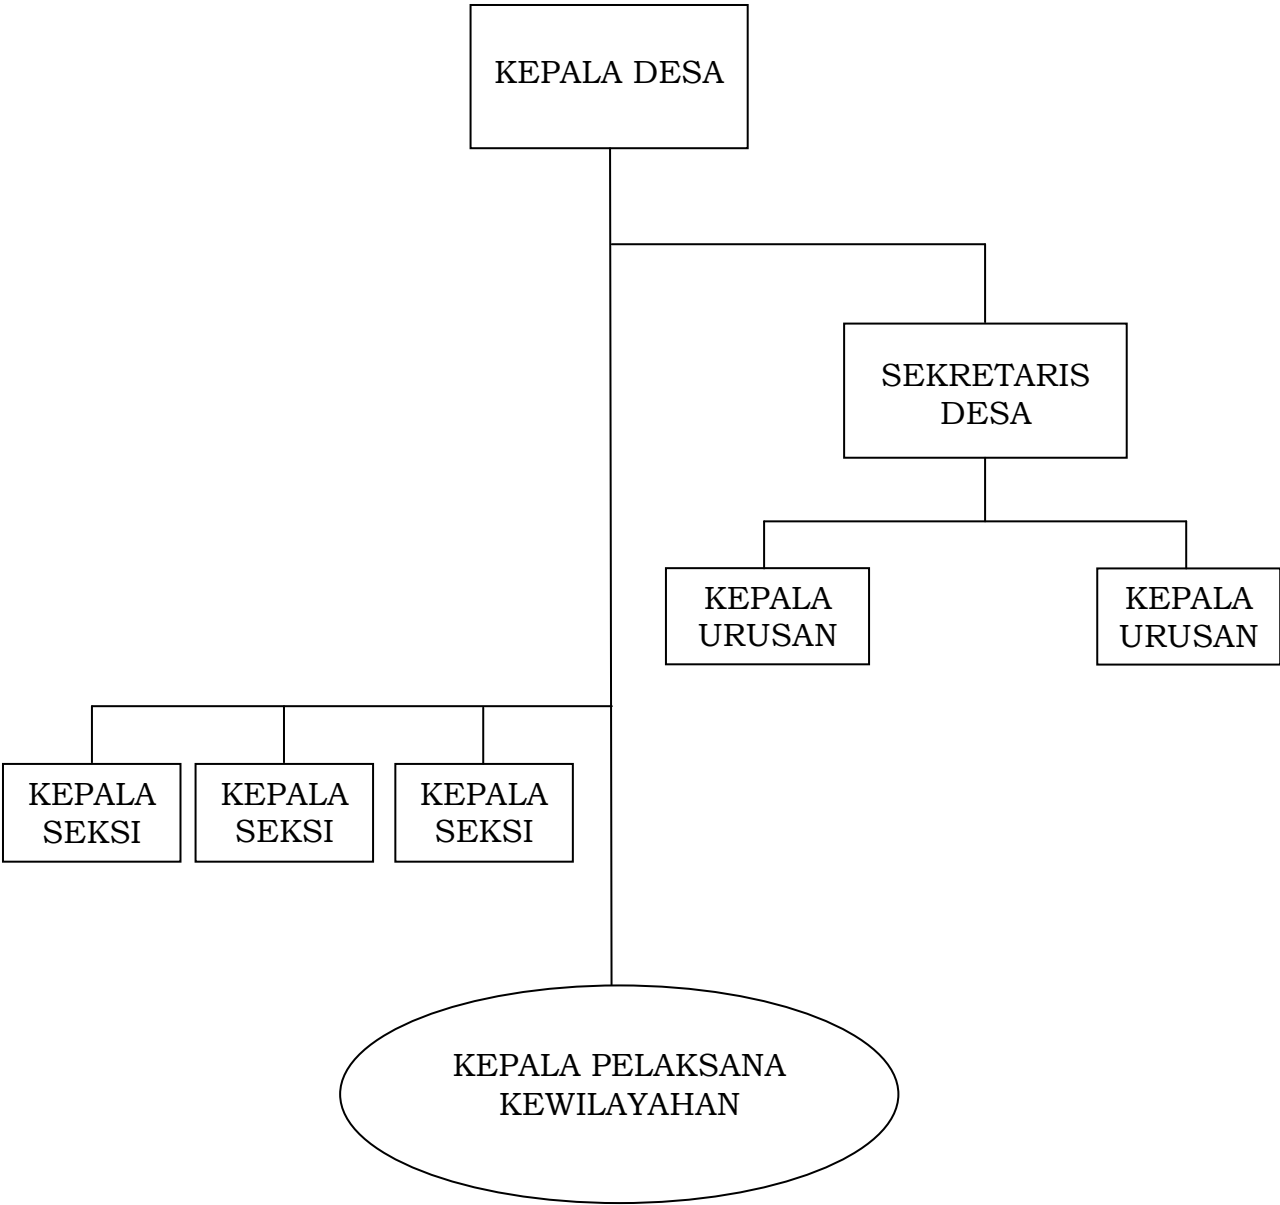 KEPALA DESA
SEKRETARIS
DESA
KEPALA
URUSAN
KEPALA
URUSAN
KEPALA
SEKSI
KEPALA
SEKSI
KEPALA
SEKSI
KEPALA PELAKSANA
KEWILAYAHAN